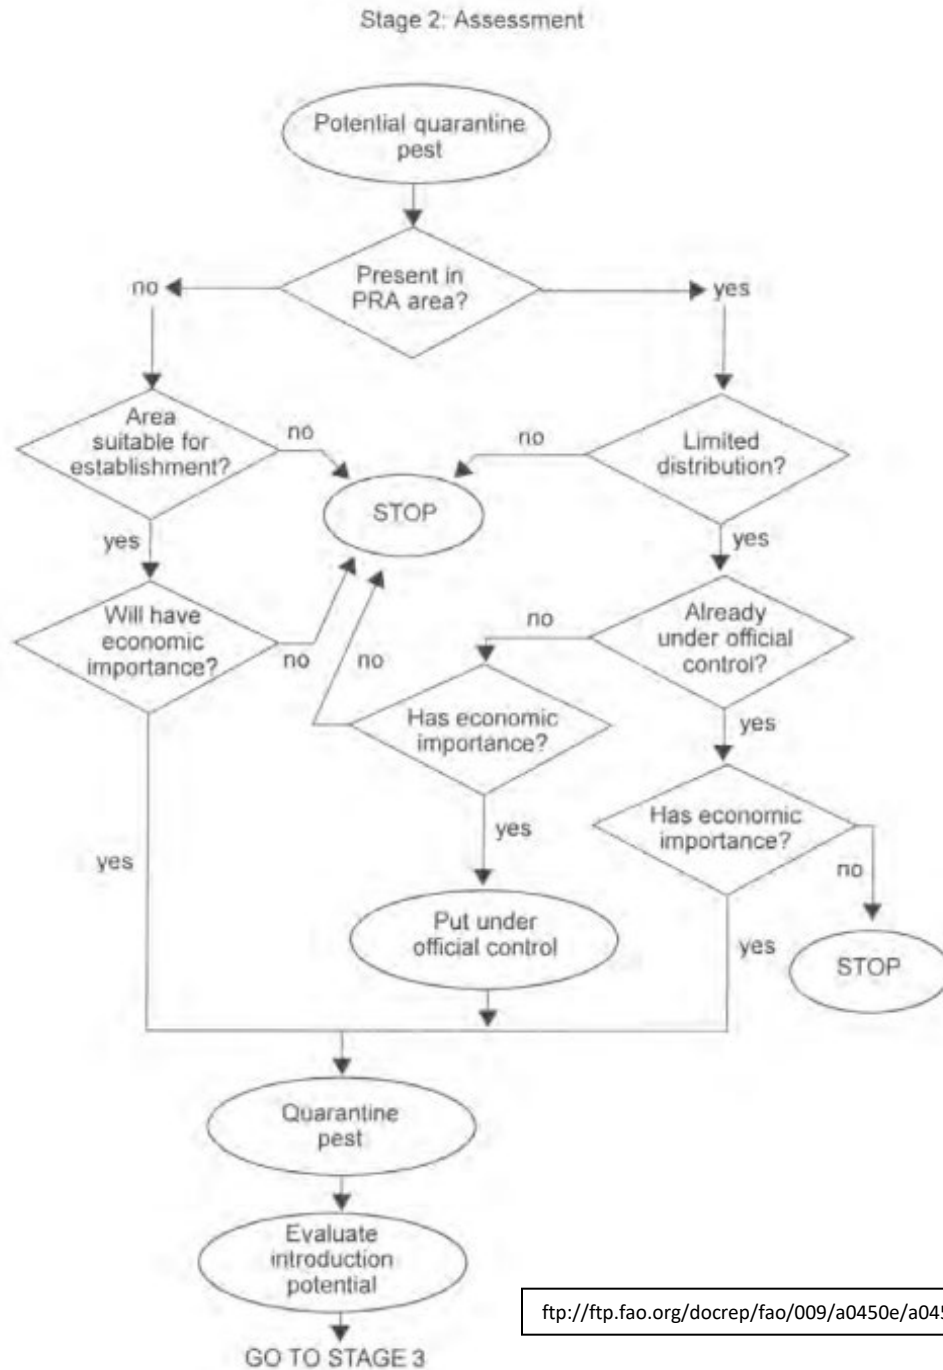 Stage 2: Assessment
Potential quarantine
pest
Present in
PRA area?
no
yes
Area
suitable for
establishment?
no
no
Limited
distribution?
STOP
yes
yes
Will have
economic
importance?
no
no
no
Already
under official
control?
Has economic
importance?
yes
Has economic
importance?
yes
yes
no
Put under
official control
yes
STOP
Quarantine
pest
Evaluate
introduction
potential
ftp://ftp.fao.org/docrep/fao/009/a0450e/a045
GO TO STAGE 3